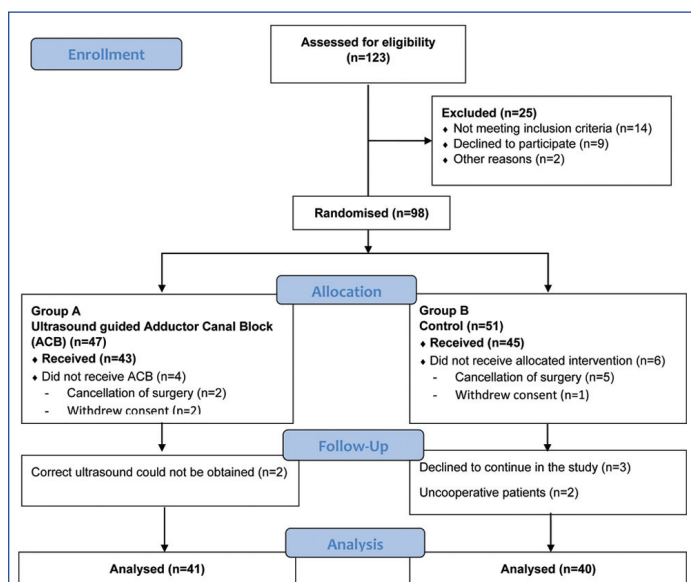 Enrollment
Assessed for eligibility
(n=123)
Excluded (n=25)
♦ Not meeting inclusion criteria (n=14)
♦ Declined to participate (n=9)
♦ Other reasons (n=2)
Randomised (n=98)
Allocation
Group A
Ultrasound guided Adductor Canal Block
(ACB) (n=47)
♦ Received (n=43)
♦ Did not receive ACB (n=4)
- Cancellation of surgery (n=2)
- Withdrew consent (n=2)
Group B
Control (n=51)
♦ Received (n=45)
♦ Did not receive allocated intervention (n=6)
- Cancellation of surgery (n=5)
- Withdrew consent (n=1)
Follow-Up
Correct ultrasound could not be obtained (n=2)
Declined to continue in the study (n=3)
Uncooperative patients (n=2)
Analysis
Analysed (n=41)
Analysed (n=40)